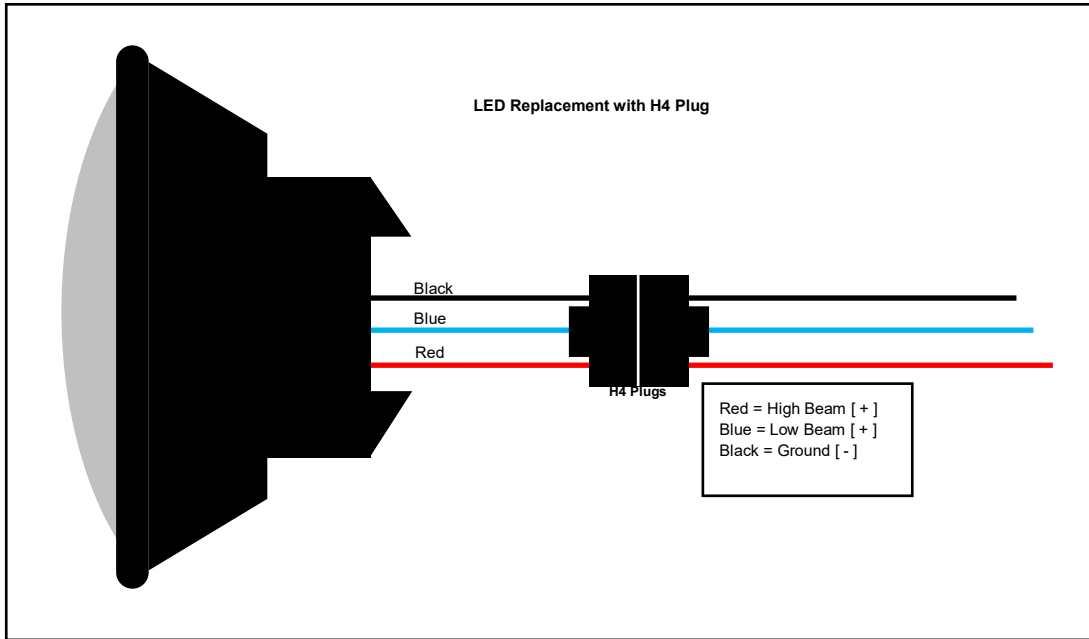 LED Replacement with H4 Plug
Black
Blue
Red
H4 Plugs
Red = High Beam [ + ]
Blue = Low Beam [ + ]
Black = Ground [ - ]